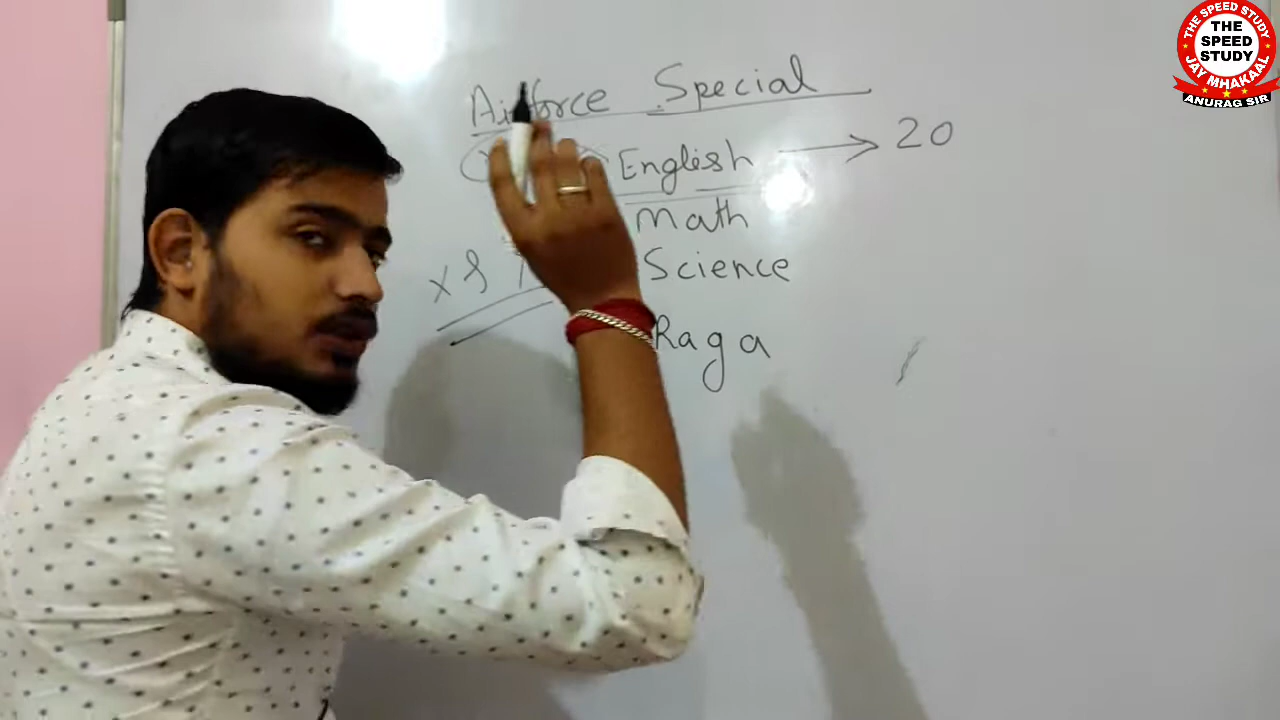 Airforce Special
English → 20
Math
Science
Raga
THE SPEED STUDY
THE
SPEED
STUDY
JAY MHAKAAL
ANURAG SIR